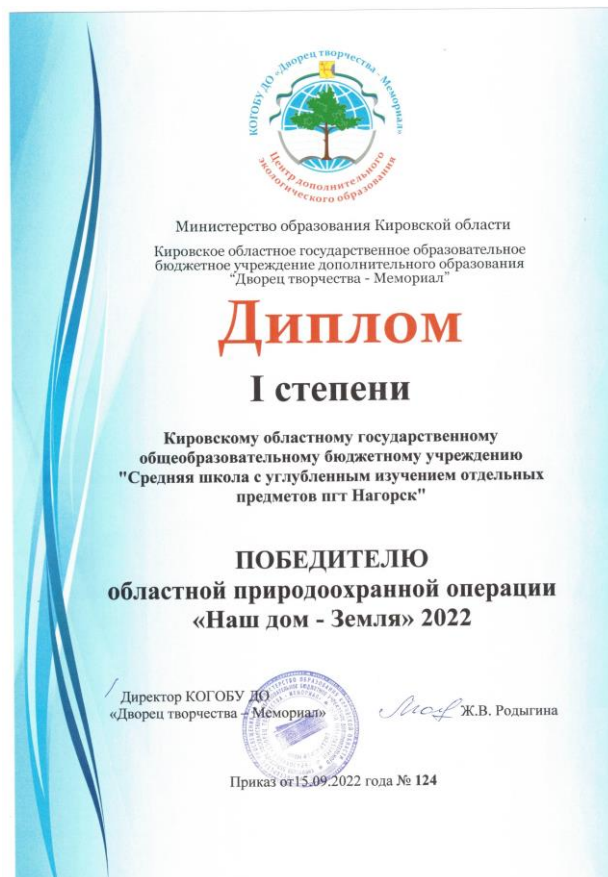 КОГОБУ ДО «Дворец творчества - Мемориал»
Центр дополнительного
экологического образования
Министерство образования Кировской области
Кировское областное государственное образовательное
бюджетное учреждение дополнительного образования
"Дворец творчества - Мемориал"
Диплом
I степени
Кировскому областному государственному
общеобразовательному бюджетному учреждению
"Средняя школа с углубленным изучением отдельных
предметов пгт Нагорск"
ПОБЕДИТЕЛЮ
областной природоохранной операции
«Наш дом - Земля» 2022
Директор КОГОБУ ДО
«Дворец творчества – Мемориал»
Ж.В. Родыгина
Приказ от15.09.2022 года № 124